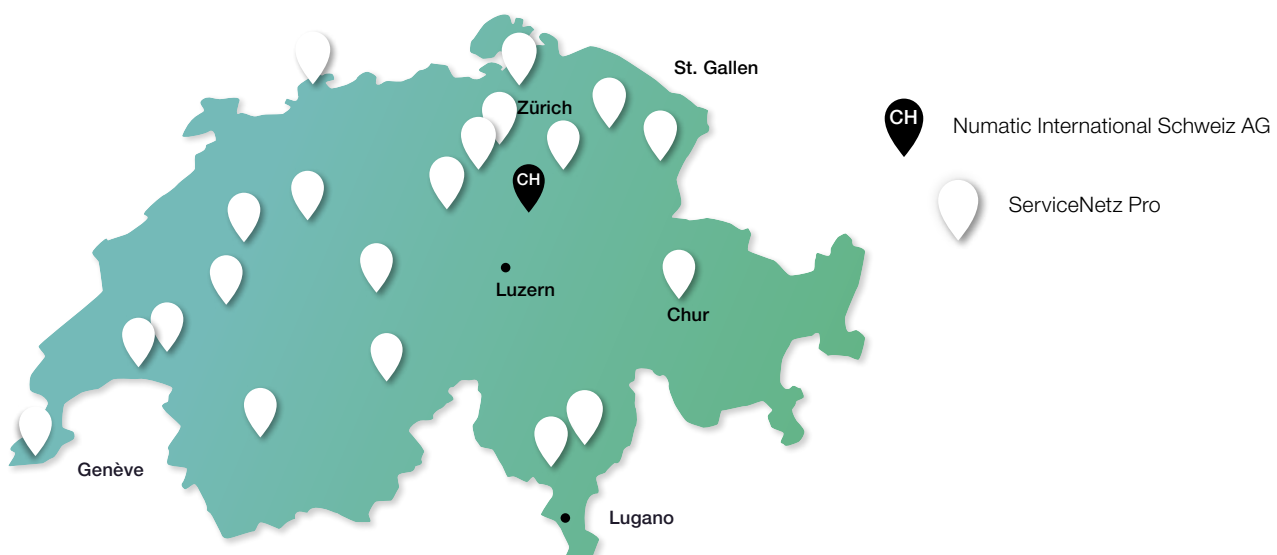 St. Gallen
Zürich
CH
Numatic International Schweiz AG
CH
ServiceNetz Pro
Luzern
Chur
Genève
Lugano